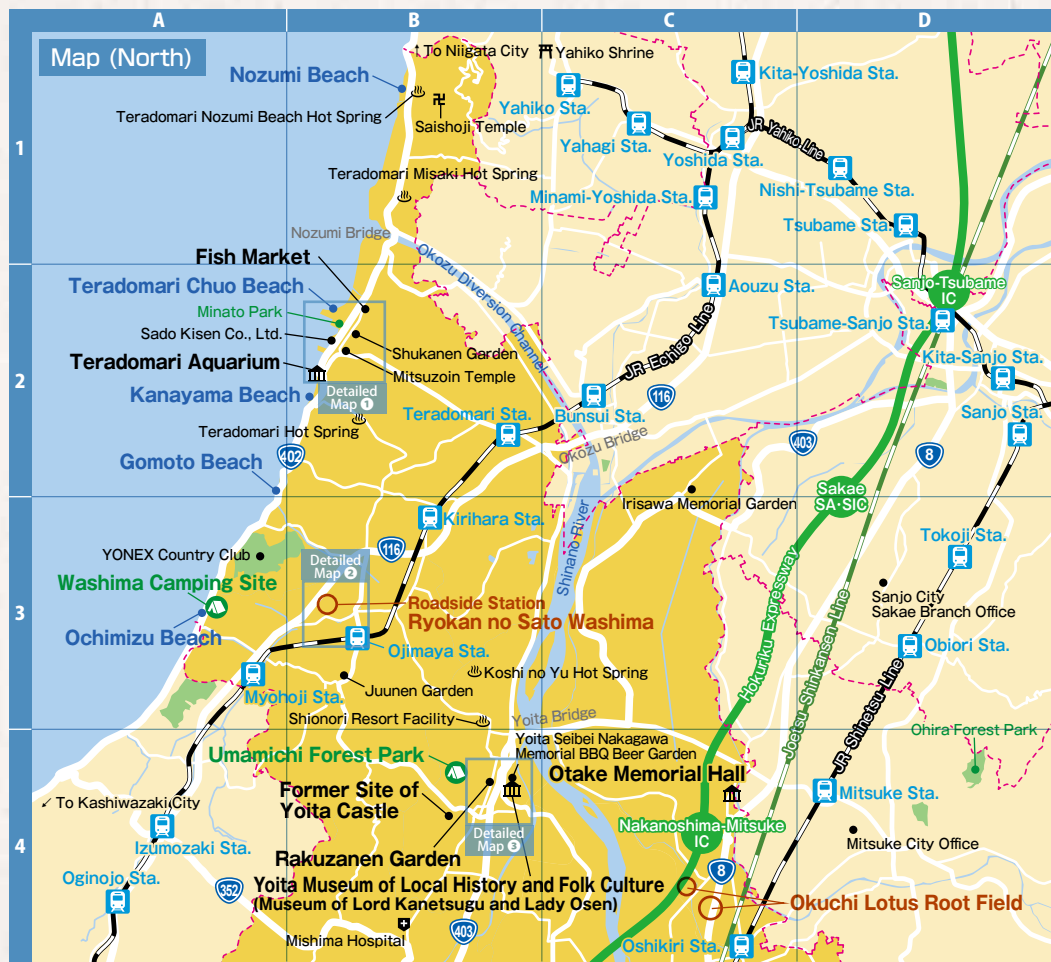 A
B
C
D
Map (North)
↑To Niigata City
Yahiko Shrine
Nozumi Beach
Kita-Yoshida Sta.
Yahiko Sta.
Teradomari Nozumi Beach Hot Spring
Saishoji Temple
1
Yahagi Sta.
Yoshida Sta.
JR-Yahiko Line
Teradomari Misaki Hot Spring
Nishi-Tsubame Sta.
Minami-Yoshida Sta.
Tsubame Sta.
Nozumi Bridge
Fish Market
Okozu Diversion Channel
Teradomari Chuo Beach
Aouzu Sta.
Sanjo-Tsubame
IC
Minato Park
Tsubame-Sanjo Sta.
Sado Kisen Co., Ltd.
Shukanen Garden
JR-Echigo-Line
Kita-Sanjo Sta.
Teradomari Aquarium
2
Mitsuzoin Temple
Detailed
Map ❶
Kanayama Beach
116
Teradomari Sta.
Bunsui Sta.
Sanjo Sta.
Teradomari Hot Spring
Okozu Bridge
403
8
402
Gomoto Beach
Sakae
SA·SIC
Irisawa Memorial Garden
Kirihara Sta.
Shinano River
YONEX Country Club
116
Tokoji Sta.
Detailed
Map ❷
Washima Camping Site
Sanjo City
Sakae Branch Office
3
Roadside Station
Ryokan no Sato Washima
Ochimizu Beach
Hokuriku Expressway
Joetsu-Shinkansen-Line
Ojimaya Sta.
Obiori Sta.
Koshi no Yu Hot Spring
Myohoji Sta.
Juunen Garden
JR-Shinetsu-Line
Shionori Resort Facility
Yoita Bridge
Ohira Forest Park
Yoita Seibei Nakagawa
Memorial BBQ Beer Garden
Umamichi Forest Park
Otake Memorial Hall
Former Site of
Yoita Castle
Mitsuke Sta.
↙To Kashiwazaki City
Izumozaki Sta.
Nakanoshima-Mitsuke
IC
Detailed
Map ❸
Mitsuke City Office
4
Rakuzanen Garden
8
Oginojo Sta.
352
Yoita Museum of Local History and Folk Culture
(Museum of Lord Kanetsugu and Lady Osen)
Okuchi Lotus Root Field
403
Mishima Hospital
Oshikiri Sta.